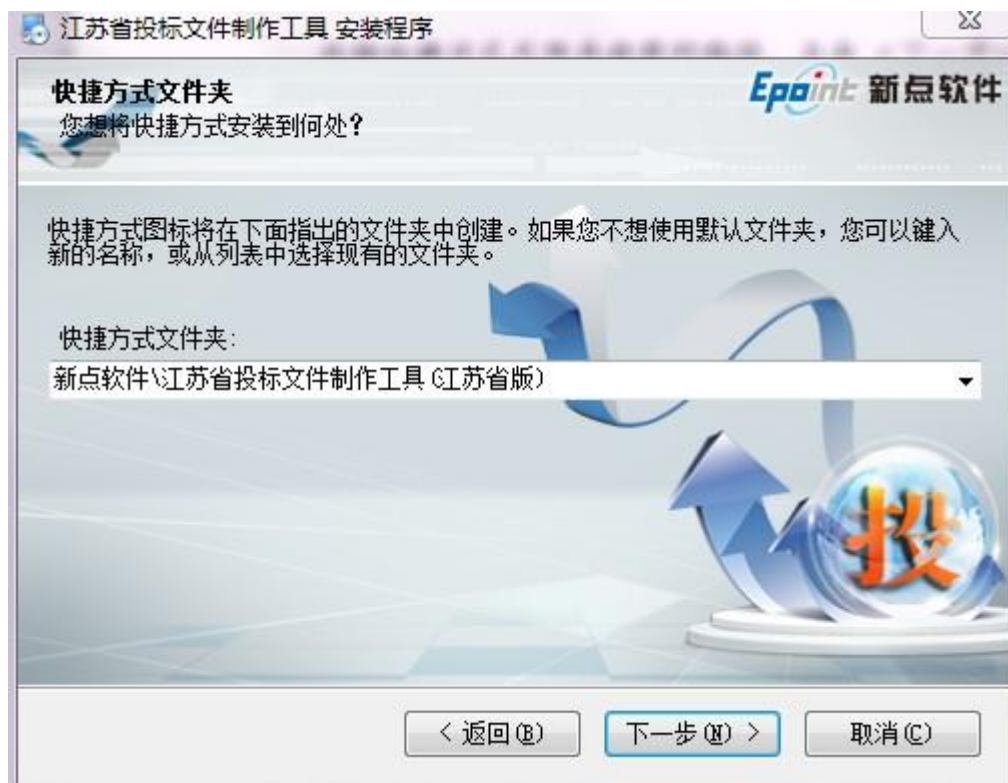 江苏省投标文件制作工具 安装程序
快捷方式文件夹
您想将快捷方式安装到何处?
Epoint 新点软件
快捷方式图标将在下面指出的文件夹中创建。如果您不想使用默认文件夹，您可以键入
新的名称，或从列表中选择现有的文件夹。
快捷方式文件夹:
新点软件\江苏省投标文件制作工具(江苏省版)
投
< 返回(B)
下一步(N) >
取消(C)